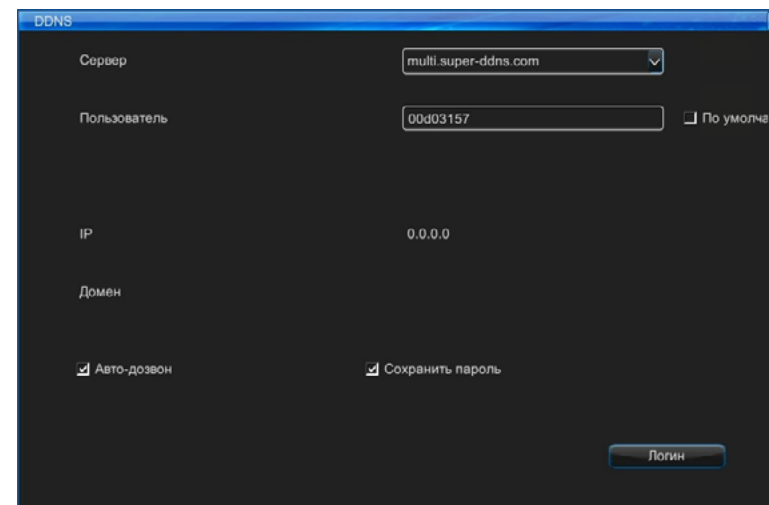 DDNS
Сервер multi.super-ddns.com
Пользователь 00d03157 По умолча
IP 0.0.0.0
Домен
Авто-дозвон Сохранить пароль
Логин